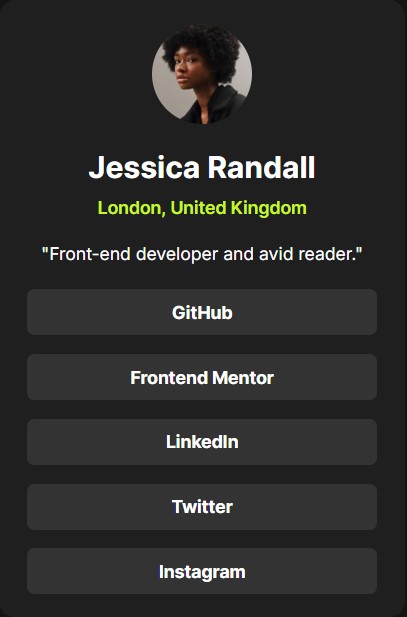 Jessica Randall
London, United Kingdom
"Front-end developer and avid reader."
GitHub
Frontend Mentor
LinkedIn
Twitter
Instagram